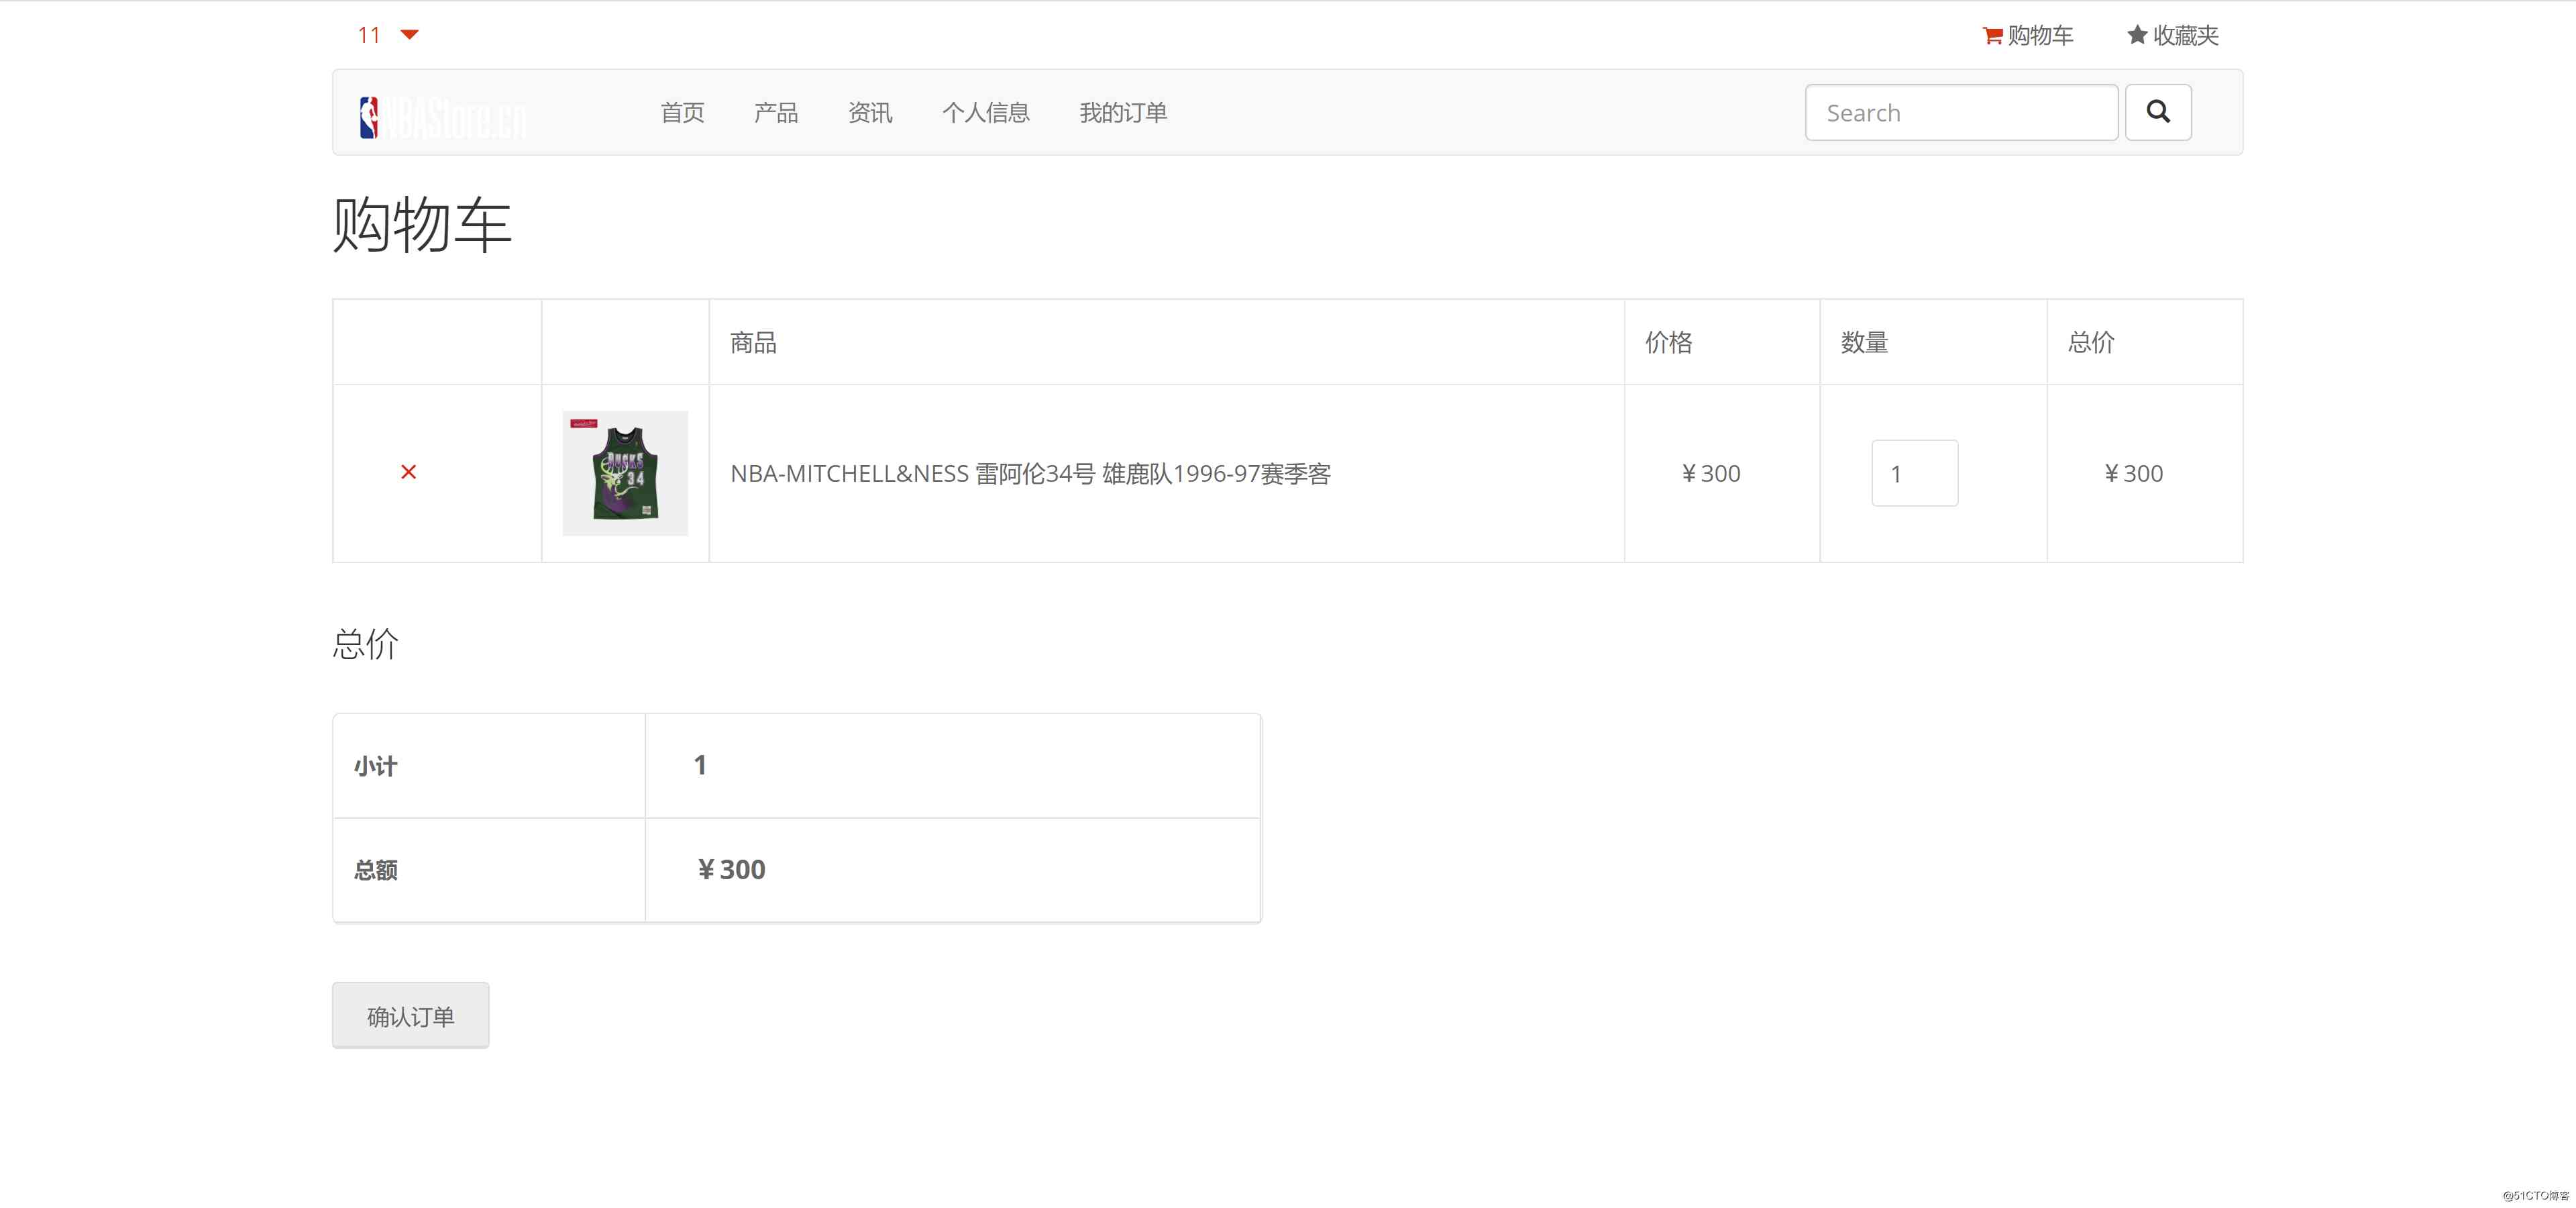 11
购物车 收藏夹
NBAStore.cn 首页 产品 资讯 个人信息 我的订单 Search
购物车
商品 价格 数量 总价
BUCKS
34
NBA-MITCHELL&NESS 雷阿伦34号 雄鹿队1996-97赛季客 ¥300 1 ¥300
总价
小计 1
总额 ¥300
确认订单
@51CTO博客